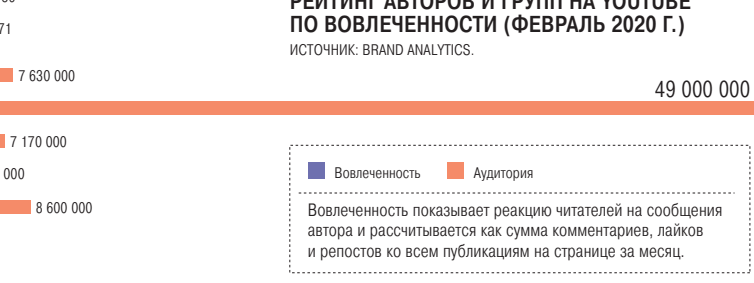 РЕЙТИНГ АВТОРОВ И ГРУПП НА YOUTUBE
ПО ВОВЛЕЧЕННОСТИ (ФЕВРАЛЬ 2020 Г.)
ИСТОЧНИК: BRAND ANALYTICS.
71
7 630 000
49 000 000
7 170 000
000
8 600 000
Вовлеченность
Аудитория
Вовлеченность показывает реакцию читателей на сообщения
автора и рассчитывается как сумма комментариев, лайков
и репостов ко всем публикациям на странице за месяц.